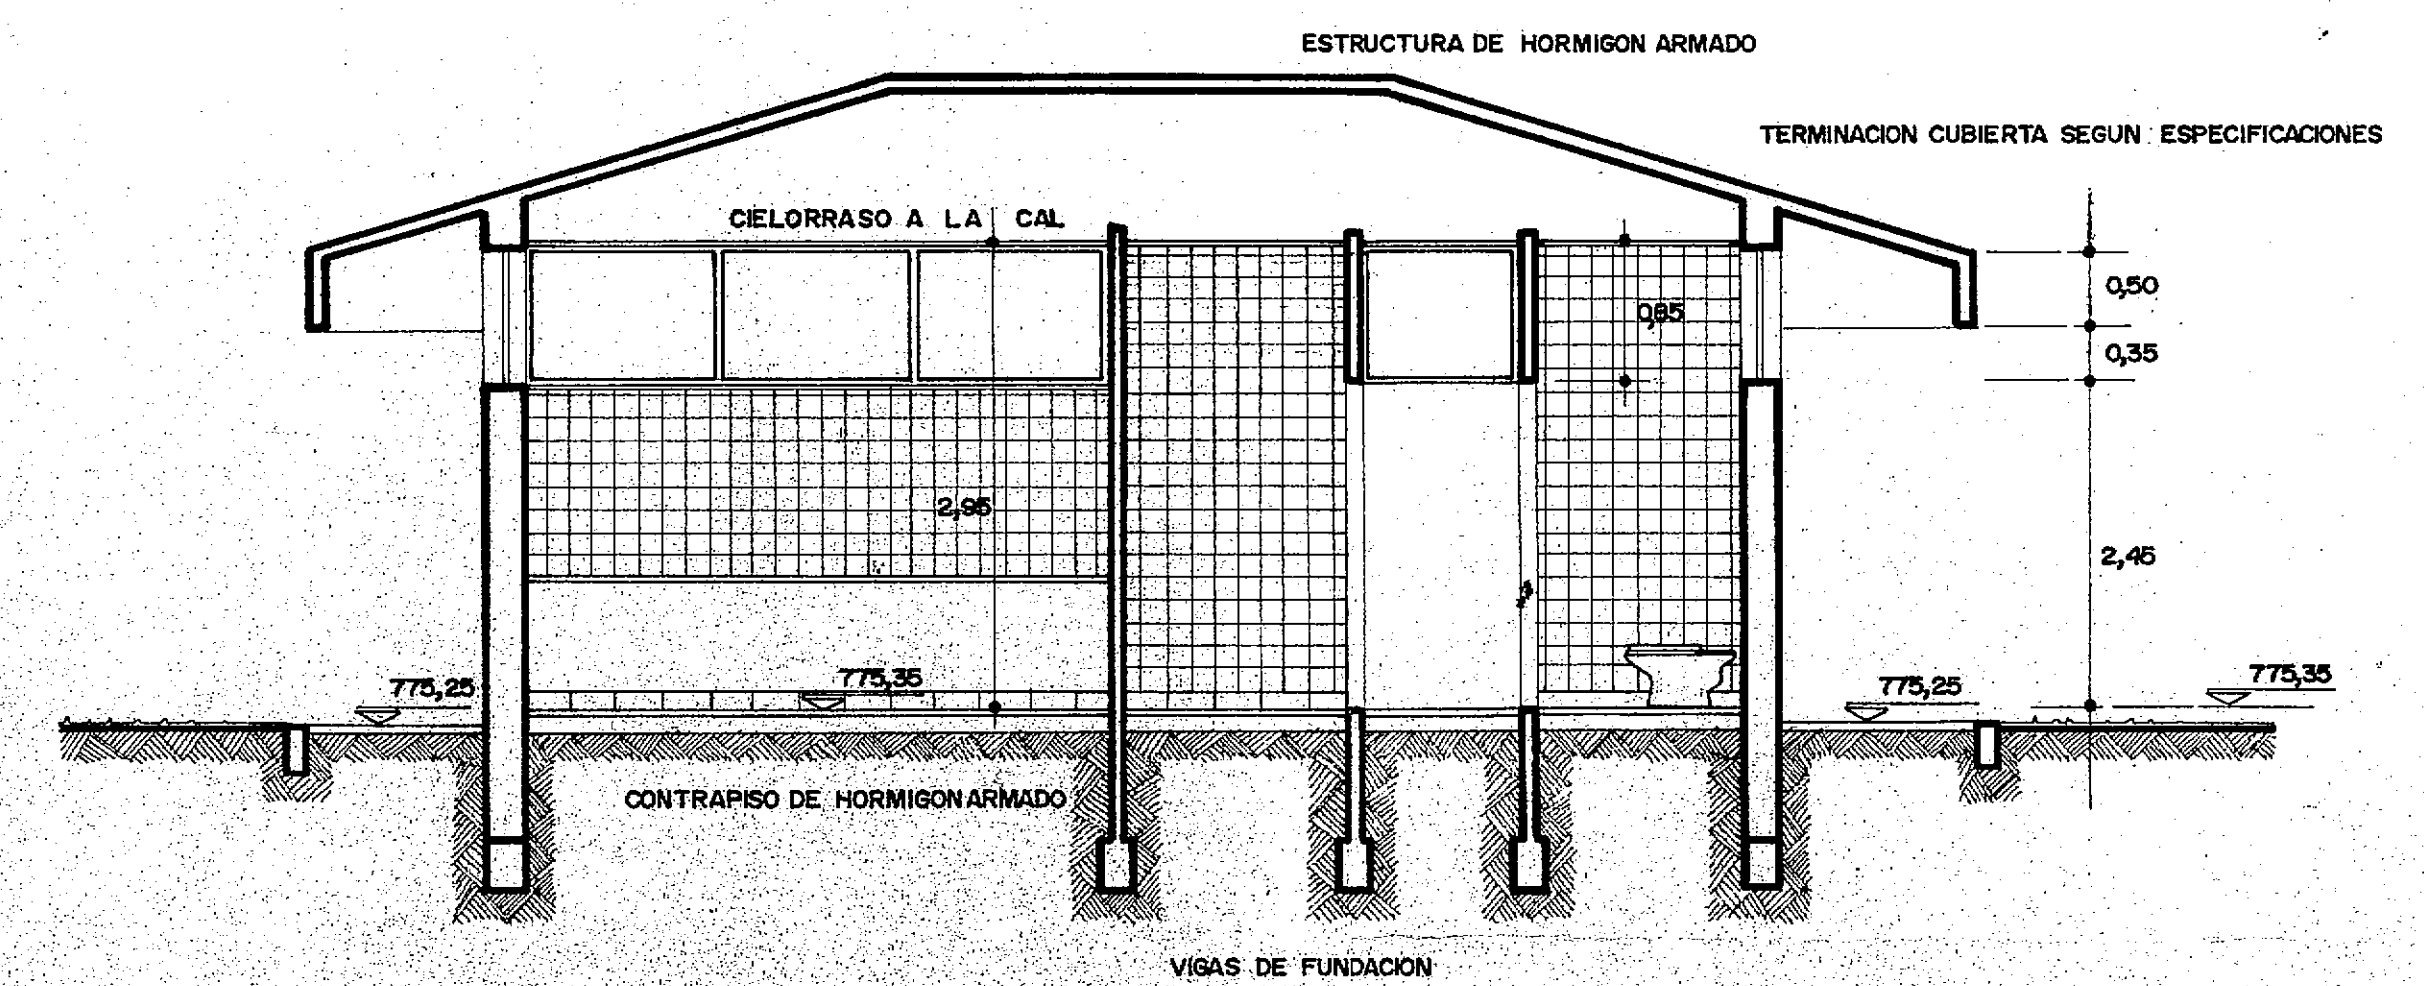 ESTRUCTURA DE HORMIGON ARMADO
TERMINACION CUBIERTA SEGUN ESPECIFICACIONES
CIELORRASO A LA CAL
0,50
0,85
0,35
2,95
2,45
775,25
775,35
775,25
775,35
CONTRAPISO DE HORMIGON ARMADO
VIGAS DE FUNDACION